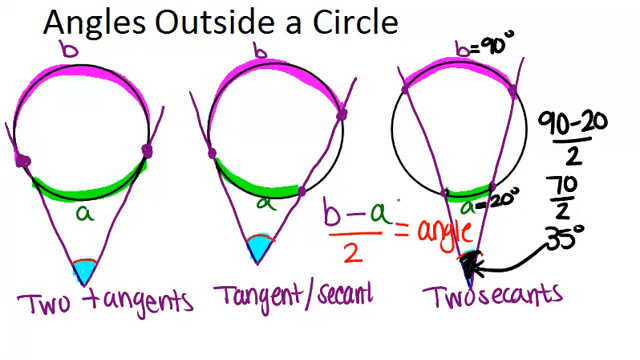 Angles Outside a Circle
b
b
b = 90°
a
a
a = 20°
b - a
2
= angle
90-20
2
70
2
35°
Two tangents
Tangent/secant
Two secants